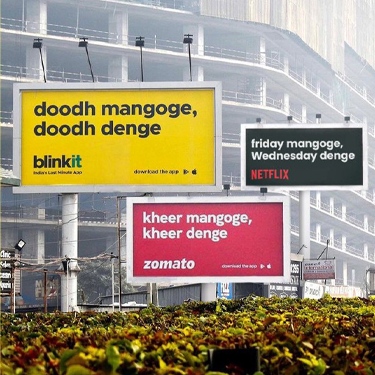 doodh mangoge,
doodh denge
blinkit
India's Last Minute App
download the app
friday mangoge,
Wednesday denge
NETFLIX
kheer mangoge,
kheer denge
zomato
download the app